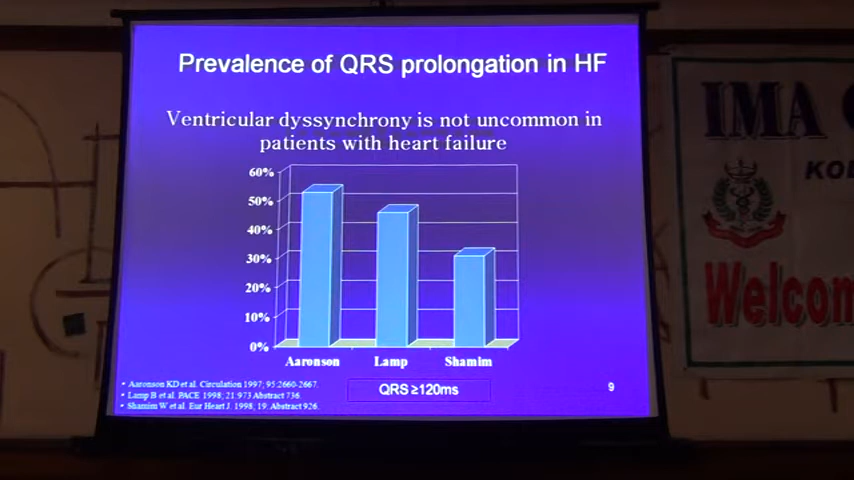 Prevalence of QRS prolongation in HF
Ventricular dyssynchrony is not uncommon in
patients with heart failure
60%
50%
40%
30%
20%
10%
0%
Aaronson Lamp Shamim
• Aaronson KD et al. Circulation 1997; 95:2660-2667.
• Lamp B et al. PACE 1998; 21:973 Abstract 736.
• Shamim W et al. Eur Heart J. 1998; 19: Abstract 926.
QRS ≥120ms
9
IMA
Welcom